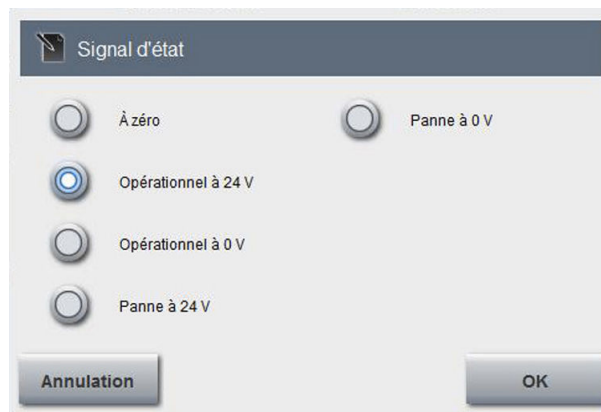 Signal d'état
À zéro
Panne à 0 V
Opérationnel à 24 V
Opérationnel à 0 V
Panne à 24 V
Annulation
OK